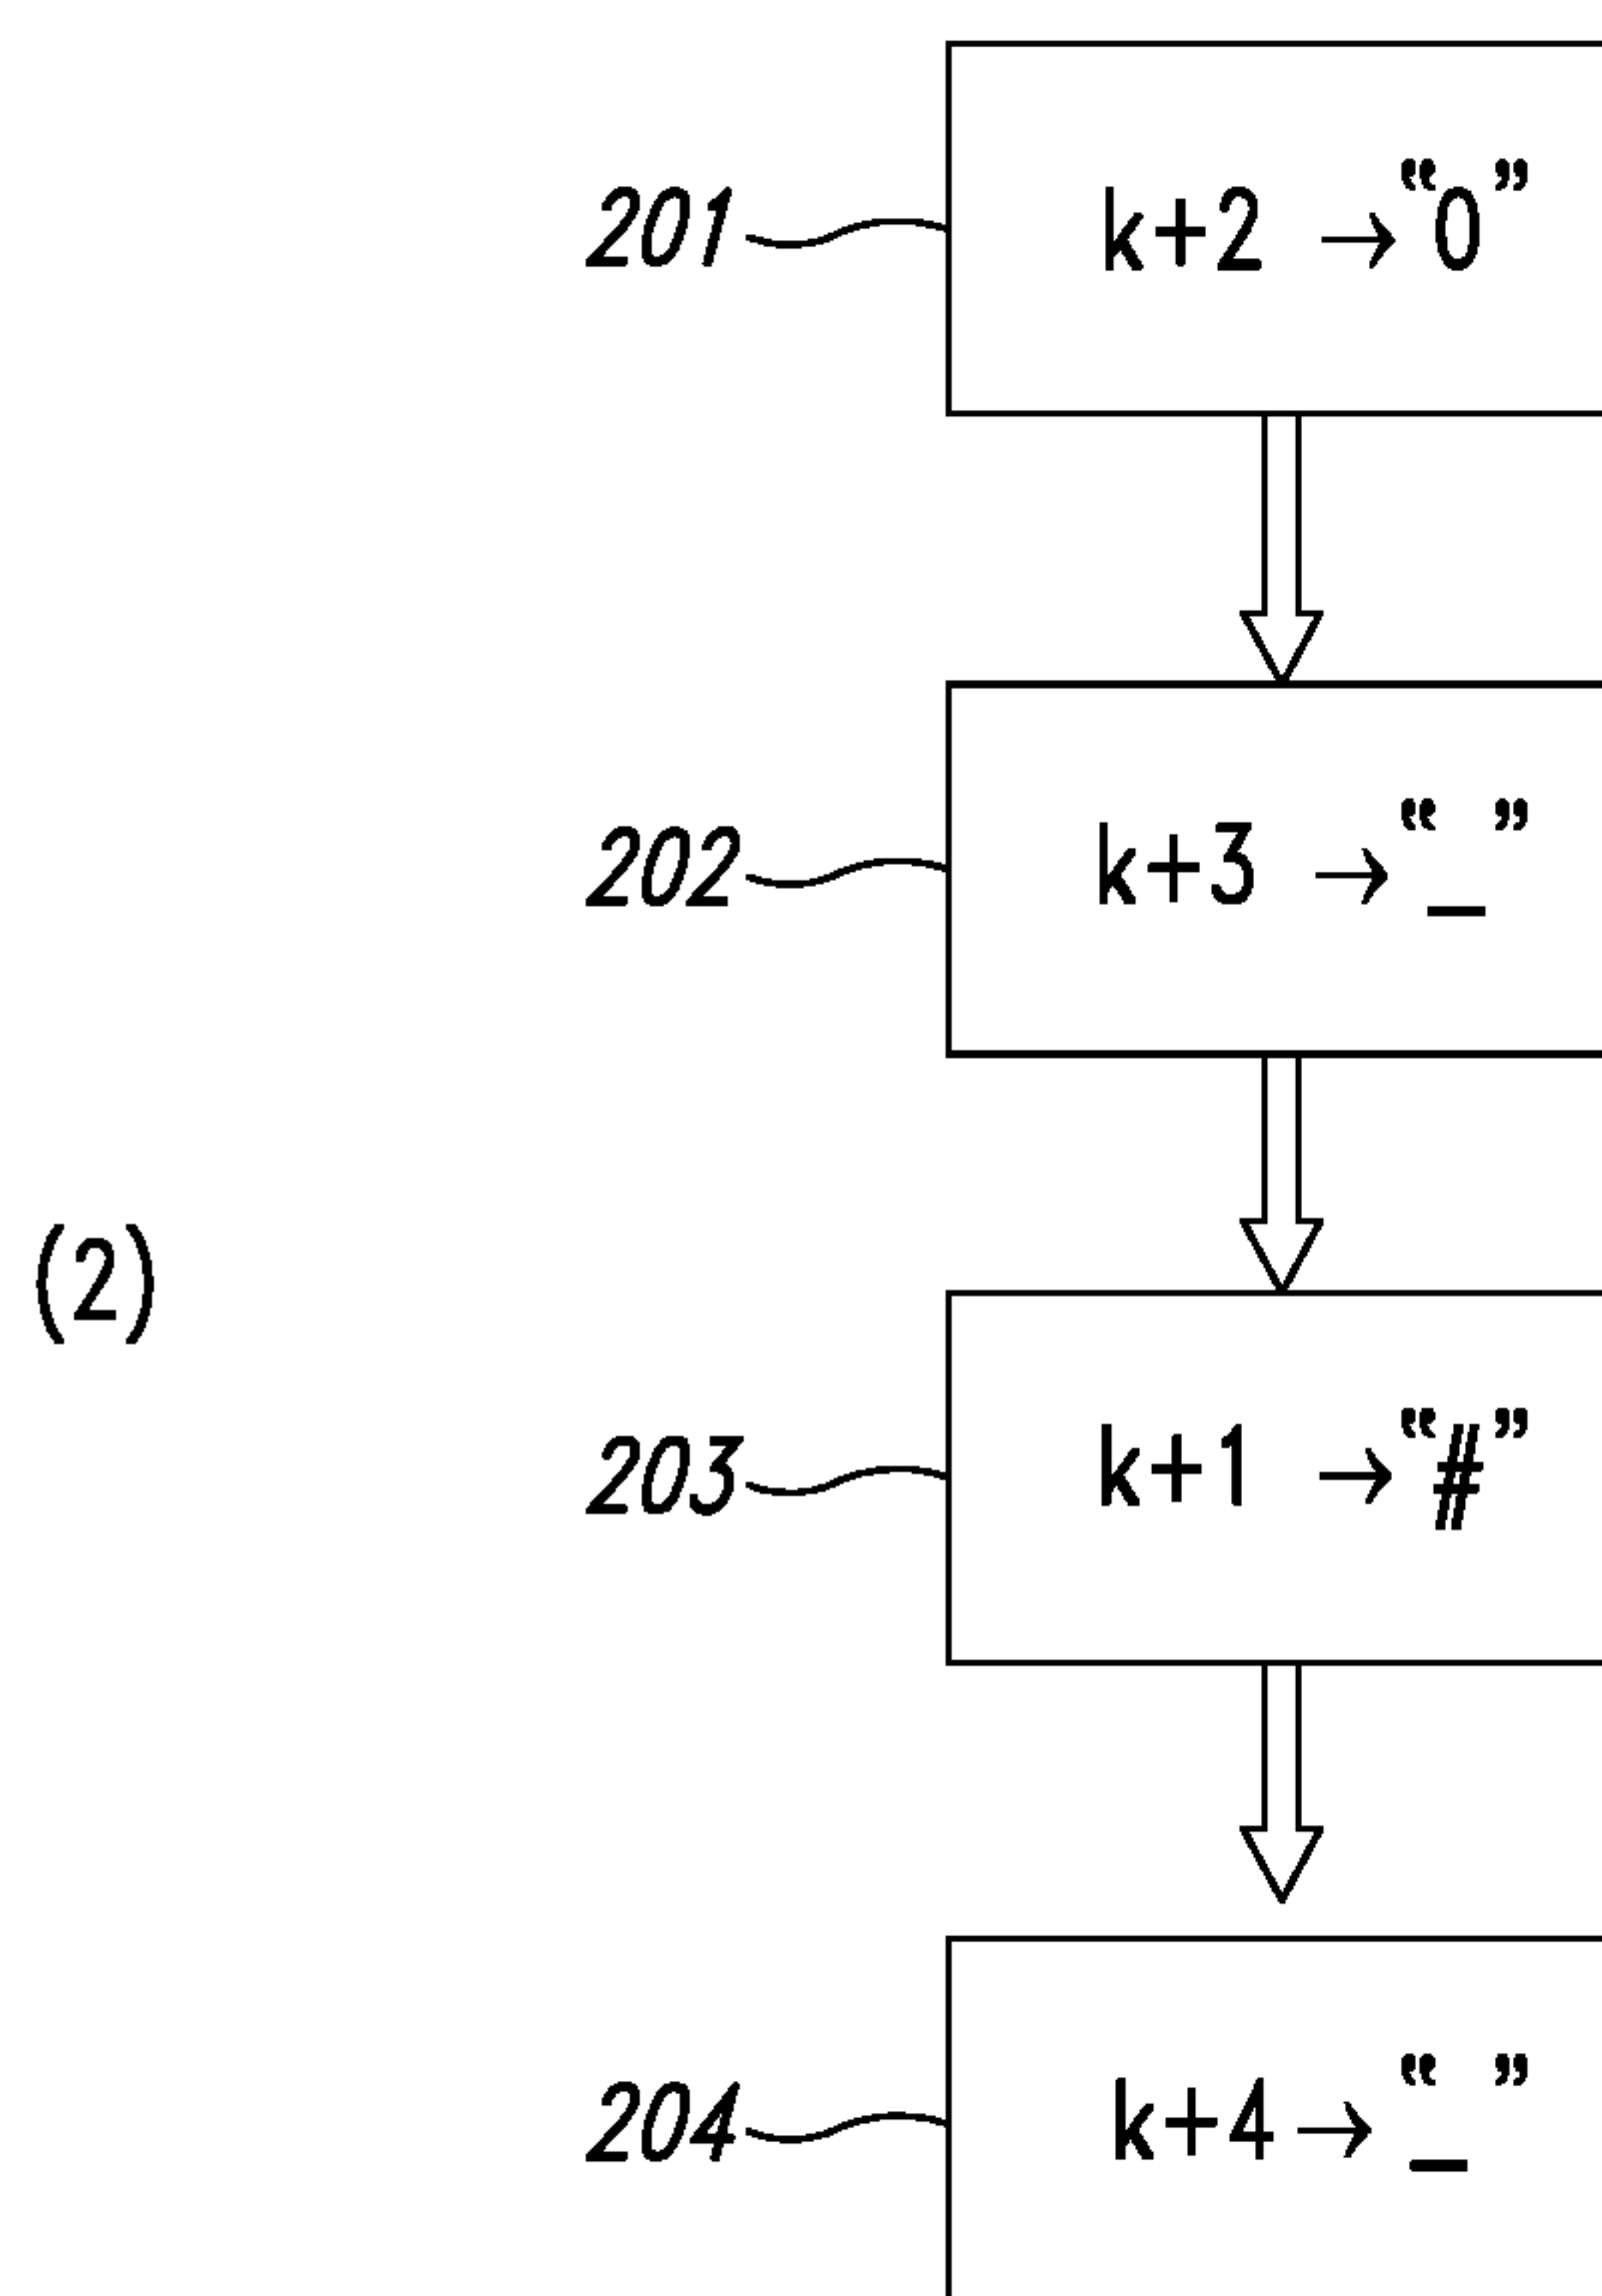 201 k+2 →“0”
202 k+3 →“_”
(2)
203 k+1 →“#”
204 k+4→“_”